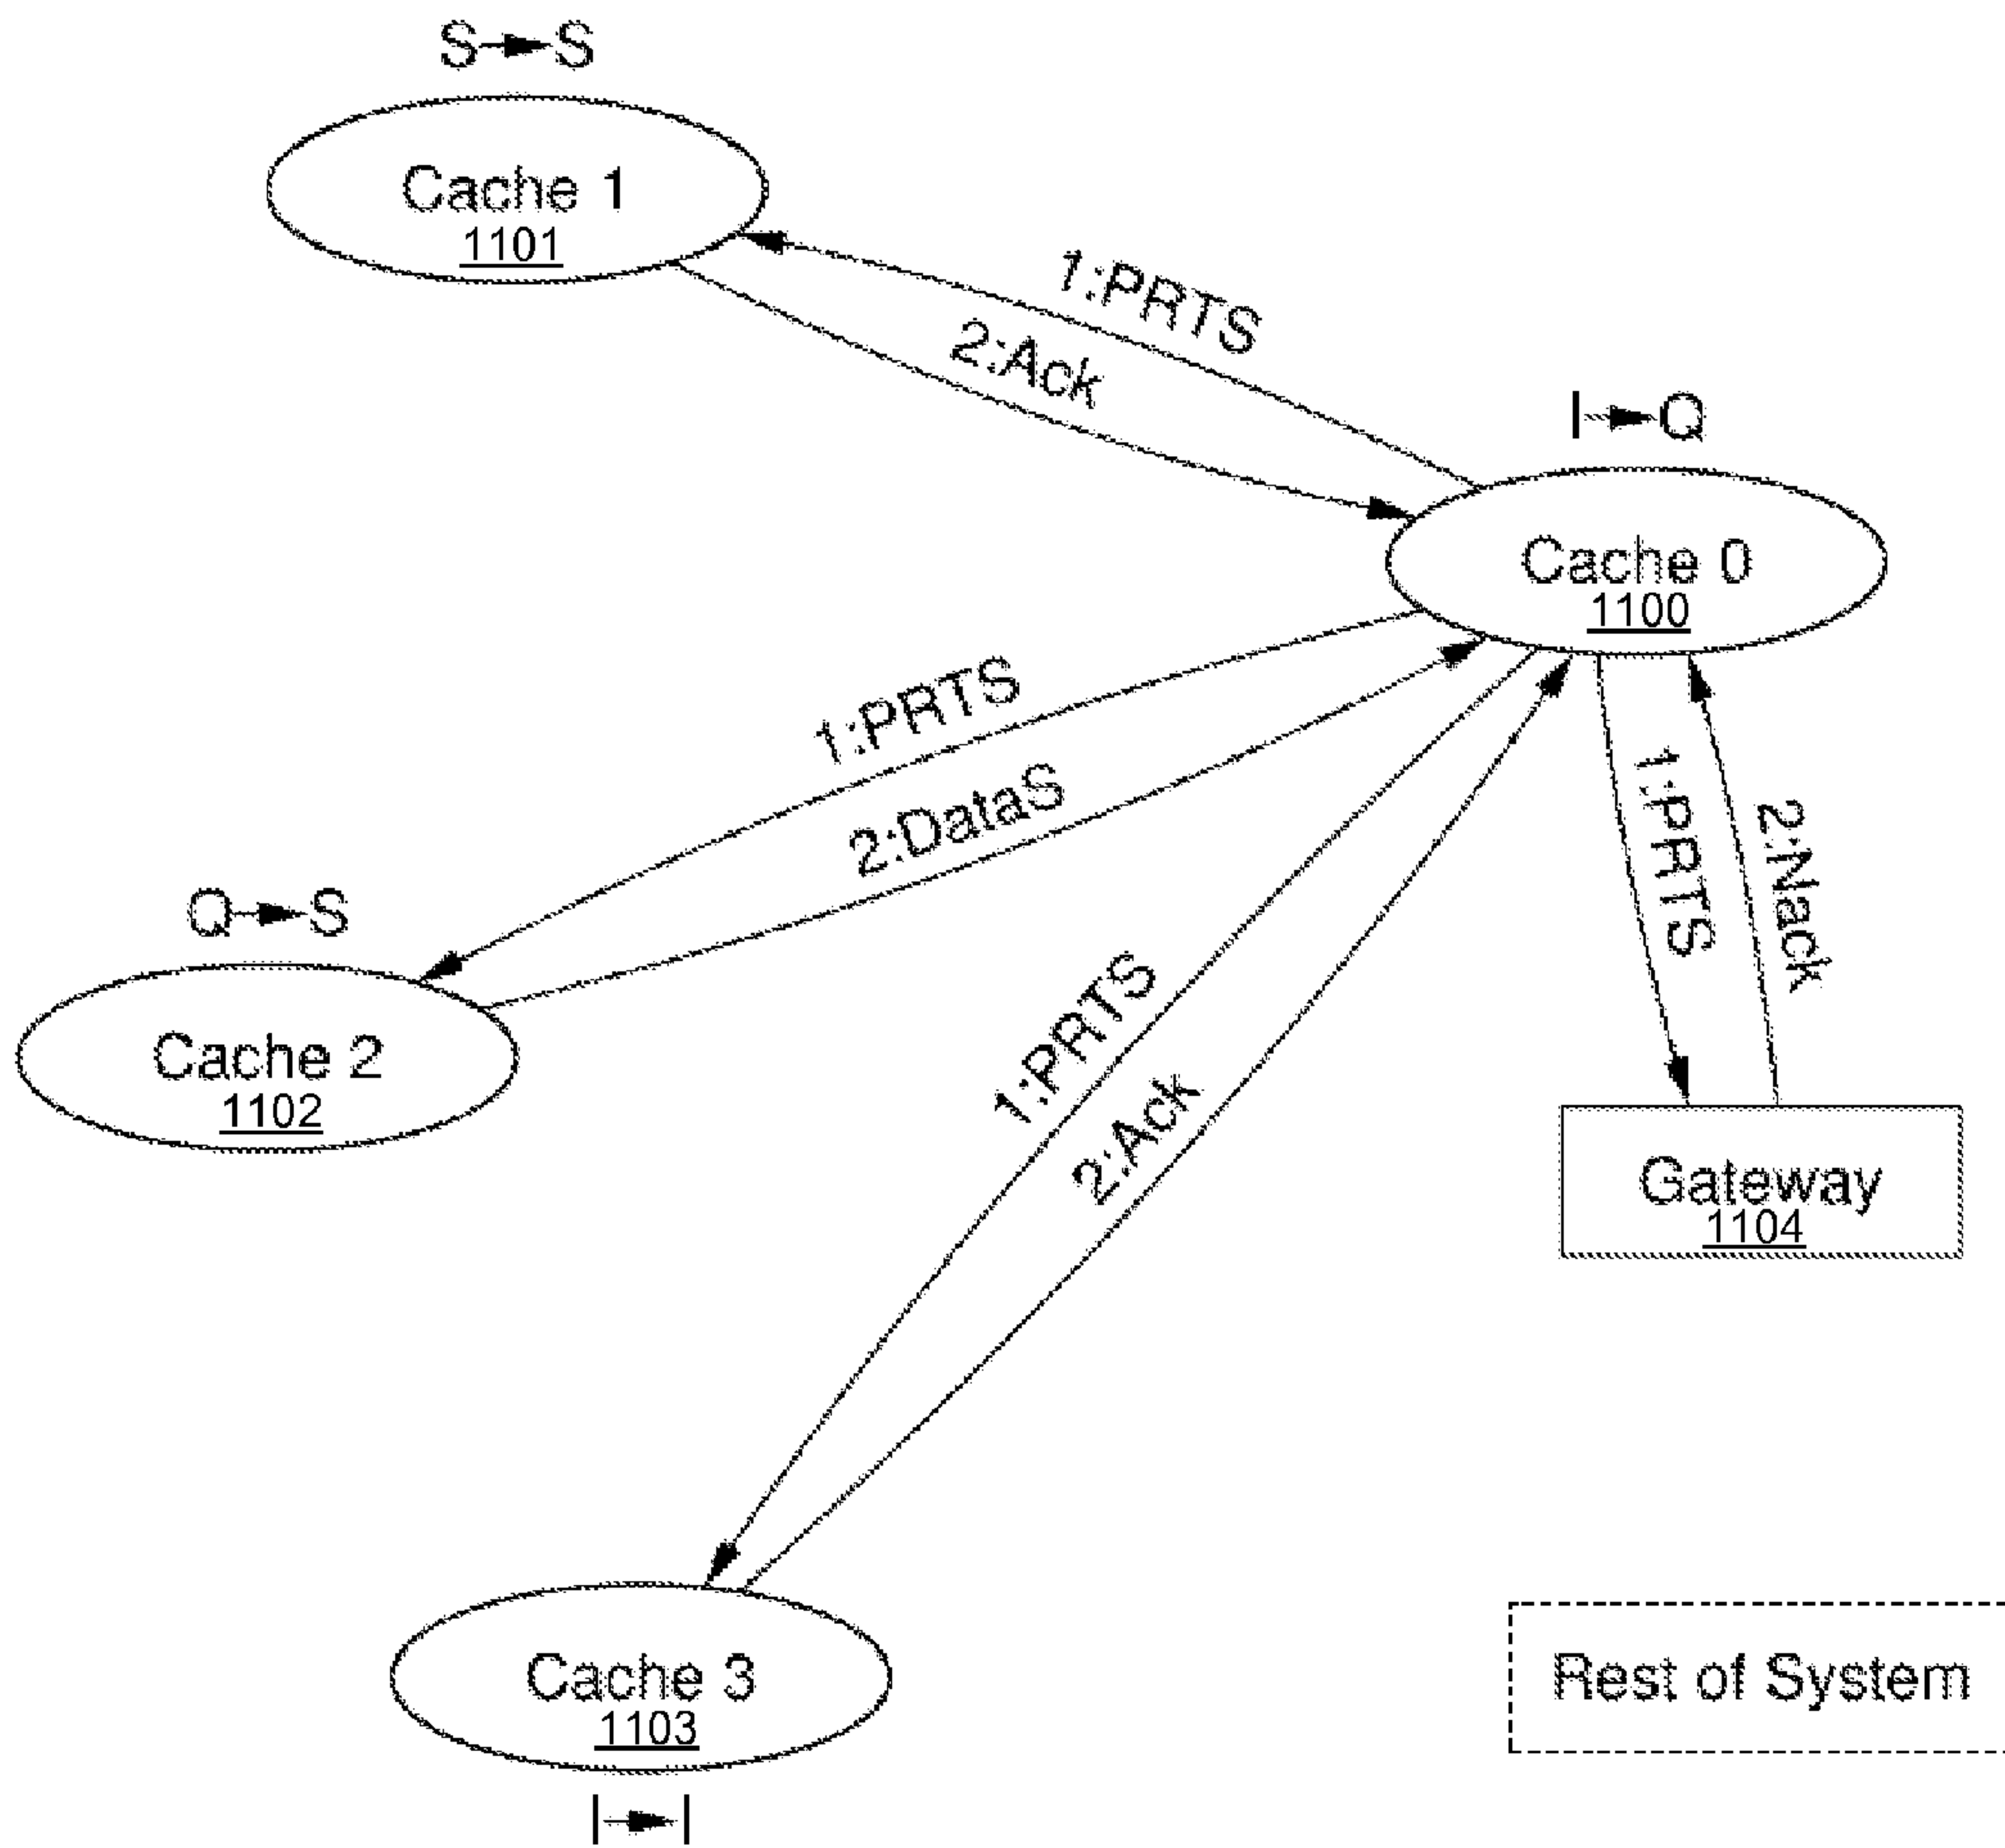 S→S
Cache 1
1101
1:PRTS
2:Ack
I→Q
Cache 0
1100
1:PRTS
2:DataS
1:PRTS
2:Nack
Q→S
Cache 2
1102
1:PRTS
2:Ack
Gateway
1104
Cache 3
1103
I→I
Rest of System